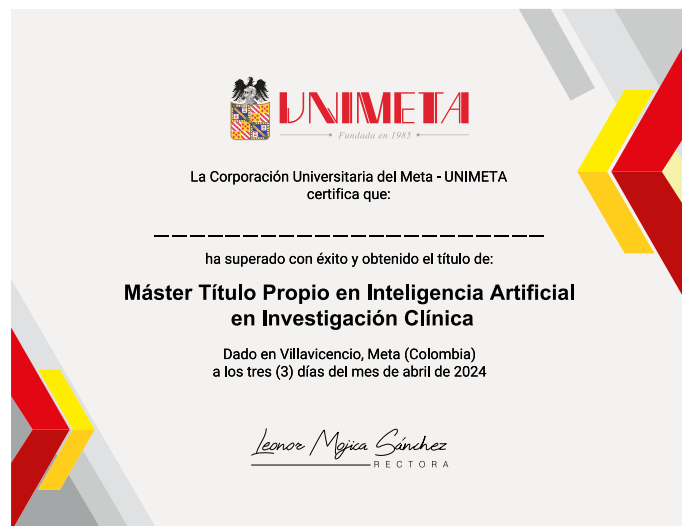 UNIMETA
Fundada en 1985
La Corporación Universitaria del Meta - UNIMETA
certifica que:
ha superado con éxito y obtenido el título de:
Máster Título Propio en Inteligencia Artificial
en Investigación Clínica
Dado en Villavicencio, Meta (Colombia)
a los tres (3) días del mes de abril de 2024
Leonor Mojica Sánchez
RECTORA